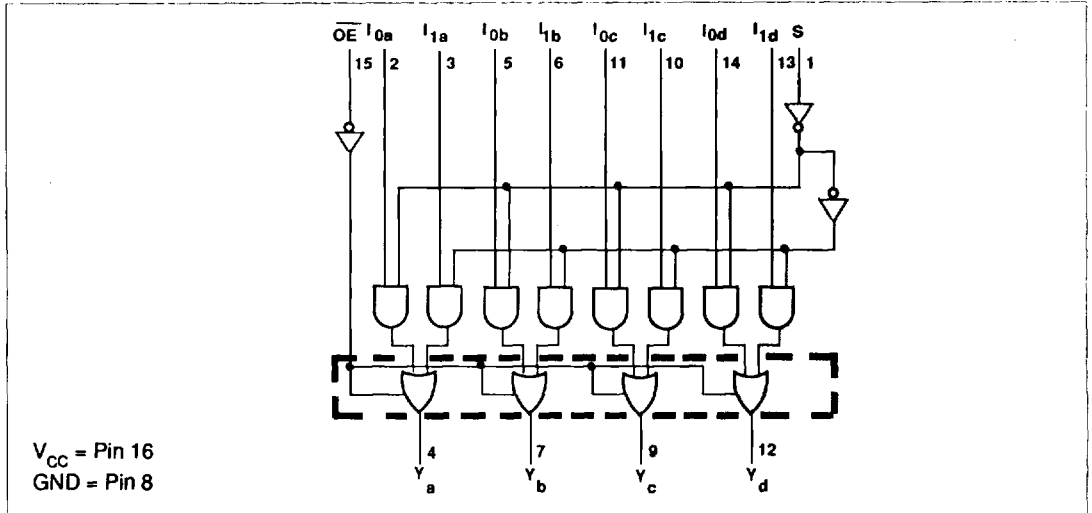 OE I0a I1a I0b I1b I0c I1c I0d I1d S
15 2 3 5 6 11 10 14 13 1
4 7 9 12
Ya Yb Yc Yd
VCC = Pin 16
GND = Pin 8